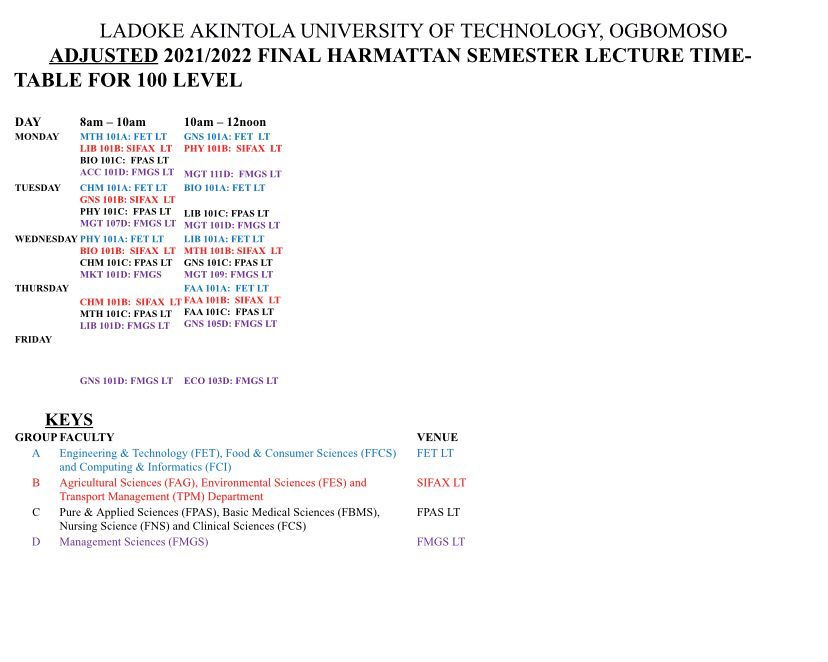 LADOKE AKINTOLA UNIVERSITY OF TECHNOLOGY, OGBOMOSO
ADJUSTED 2021/2022 FINAL HARMATTAN SEMESTER LECTURE TIME-
TABLE FOR 100 LEVEL
DAY 8am – 10am 10am – 12noon
MONDAY MTH 101A: FET LT GNS 101A: FET LT
LIB 101B: SIFAX LT PHY 101B: SIFAX LT
BIO 101C: FPAS LT
ACC 101D: FMGS LT MGT 111D: FMGS LT
TUESDAY CHM 101A: FET LT BIO 101A: FET LT
GNS 101B: SIFAX LT
PHY 101C: FPAS LT LIB 101C: FPAS LT
MGT 107D: FMGS LT MGT 101D: FMGS LT
WEDNESDAY PHY 101A: FET LT LIB 101A: FET LT
BIO 101B: SIFAX LT MTH 101B: SIFAX LT
CHM 101C: FPAS LT GNS 101C: FPAS LT
MKT 101D: FMGS MGT 109: FMGS LT
THURSDAY FAA 101A: FET LT
CHM 101B: SIFAX LT FAA 101B: SIFAX LT
MTH 101C: FPAS LT FAA 101C: FPAS LT
LIB 101D: FMGS LT GNS 105D: FMGS LT
FRIDAY
GNS 101D: FMGS LT ECO 103D: FMGS LT
KEYS
GROUP FACULTY VENUE
A Engineering & Technology (FET), Food & Consumer Sciences (FFCS) FET LT
and Computing & Informatics (FCI)
B Agricultural Sciences (FAG), Environmental Sciences (FES) and SIFAX LT
Transport Management (TPM) Department
C Pure & Applied Sciences (FPAS), Basic Medical Sciences (FBMS), FPAS LT
Nursing Science (FNS) and Clinical Sciences (FCS)
D Management Sciences (FMGS) FMGS LT